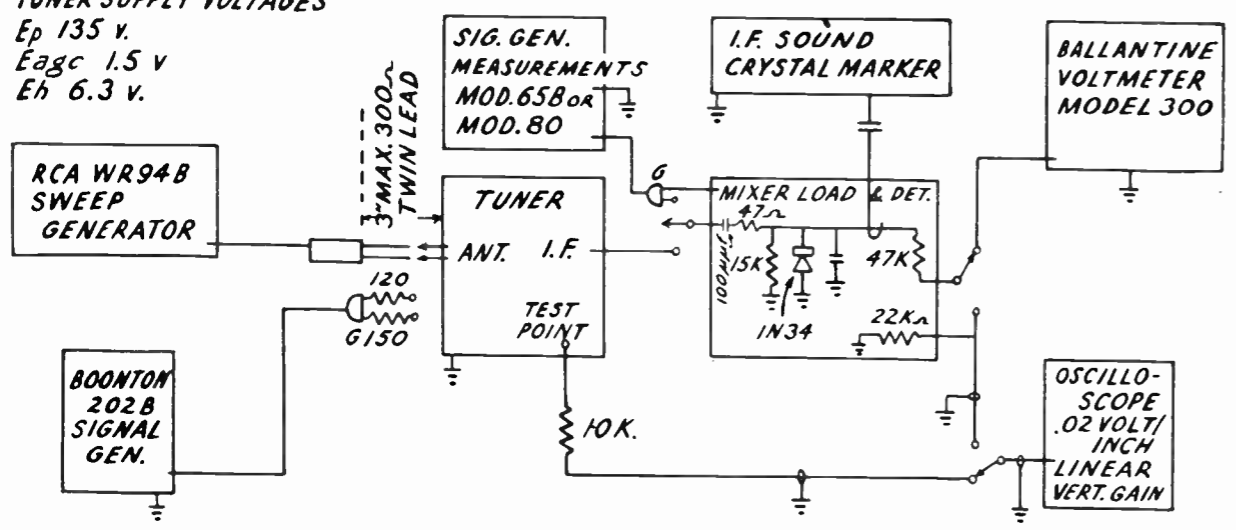 TUNER SUPPLY VOLTAGES
Ep 135 v.
Eagc 1.5 v
Eh 6.3 v.
3"MAX. 300Ω
TWIN LEAD
SIG. GEN.
MEASUREMENTS
MOD. 65B OR
MOD. 80
I.F. SOUND
CRYSTAL MARKER
BALLANTINE
VOLTMETER
MODEL 300
RCA WR94B
SWEEP
GENERATOR
TUNER
ANT. I.F.
TEST
POINT
G
MIXER LOAD & DET.
47Ω
100μμf
15K
47K
1N34
22KΩ
120
G150
BOONTON
202B
SIGNAL
GEN.
10K.
OSCILLO-
SCOPE
.02 VOLT/
INCH
LINEAR
VERT. GAIN